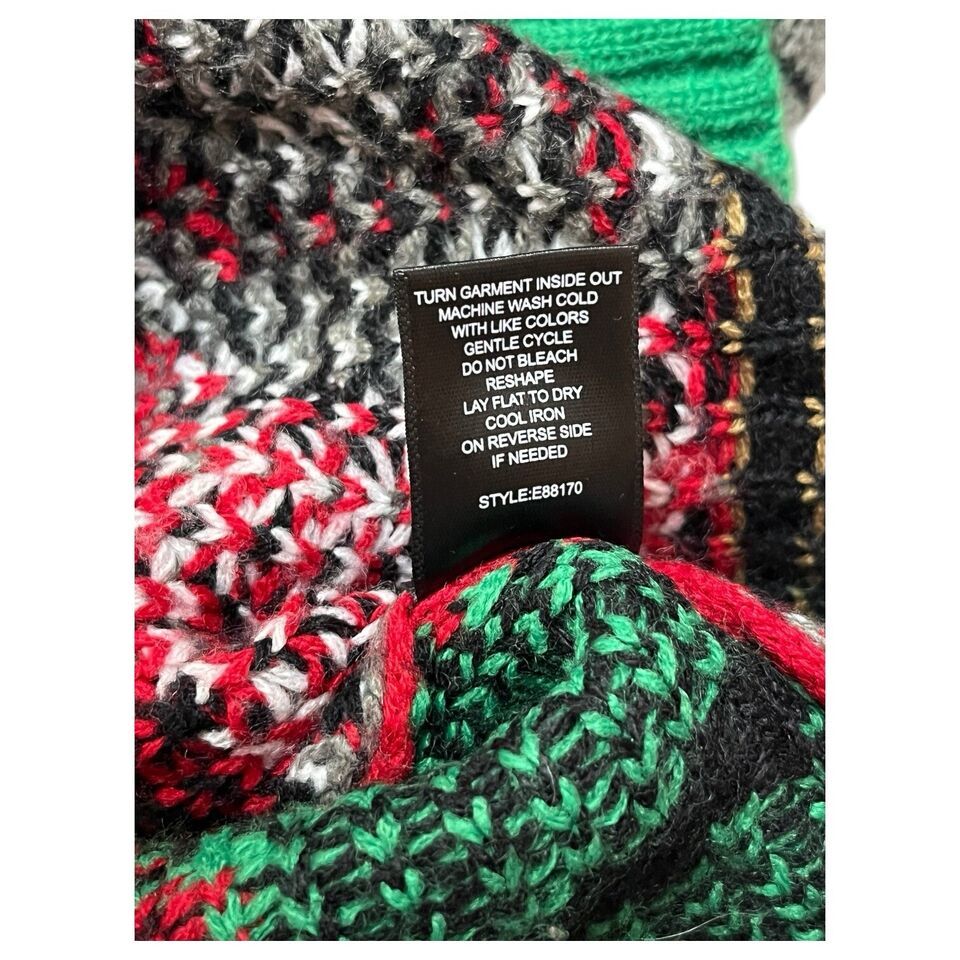 TURN GARMENT INSIDE OUT
MACHINE WASH COLD
WITH LIKE COLORS
GENTLE CYCLE
DO NOT BLEACH
RESHAPE
LAY FLAT TO DRY
COOL IRON
ON REVERSE SIDE
IF NEEDED
STYLE:E88170